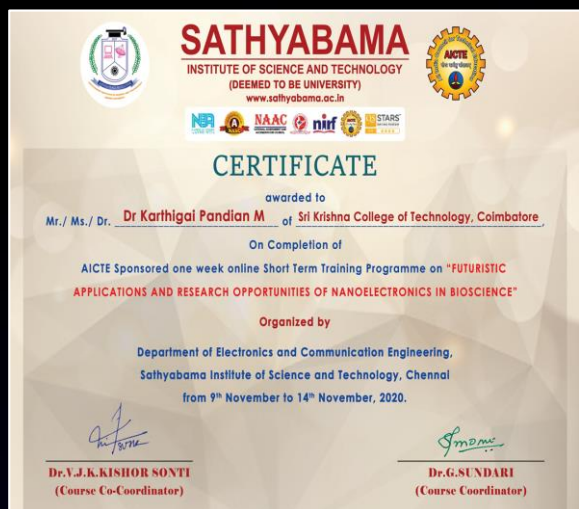 SATHYABAMA
INSTITUTE OF SCIENCE AND TECHNOLOGY
(DEEMED TO BE UNIVERSITY)
www.sathyabama.ac.in
NAAC nirf AICTE STARS
CERTIFICATE
awarded to
Mr./ Ms./ Dr. Dr Karthigai Pandian M of Sri Krishna College of Technology, Coimbatore,
On Completion of
AICTE Sponsored one week online Short Term Training Programme on "FUTURISTIC
APPLICATIONS AND RESEARCH OPPORTUNITIES OF NANOELECTRONICS IN BIOSCIENCE"
Organized by
Department of Electronics and Communication Engineering,
Sathyabama Institute of Science and Technology, Chennai
from 9th November to 14th November, 2020.
Dr.V.J.K.KISHOR SONTI
(Course Co-Coordinator)
Dr.G.SUNDARI
(Course Coordinator)